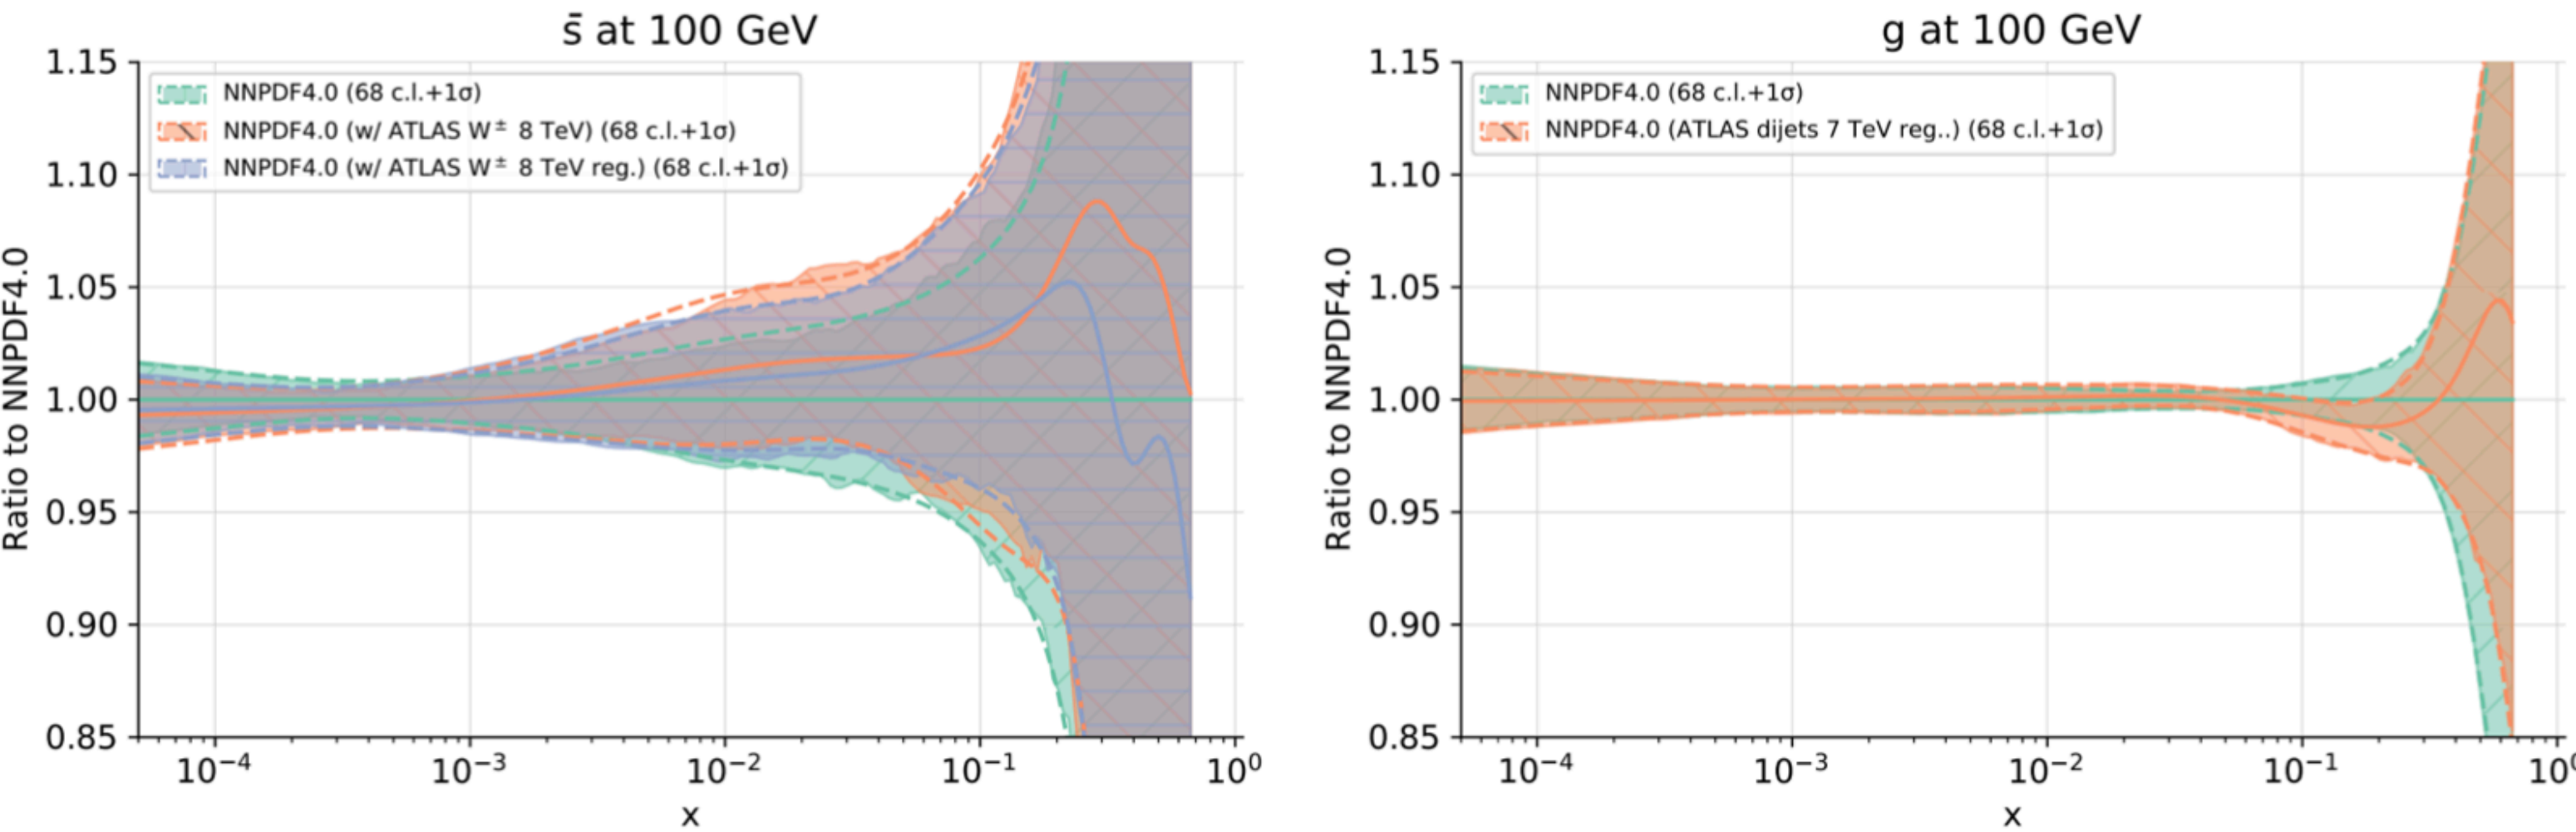 s̄ at 100 GeV
1.15
1.10
1.05
1.00
0.95
0.90
0.85
Ratio to NNPDF4.0
NNPDF4.0 (68 c.l.+1σ)
NNPDF4.0 (w/ ATLAS W± 8 TeV) (68 c.l.+1σ)
NNPDF4.0 (w/ ATLAS W± 8 TeV reg.) (68 c.l.+1σ)
10⁻⁴ 10⁻³ 10⁻² 10⁻¹ 10⁰
x
g at 100 GeV
1.15
1.10
1.05
1.00
0.95
0.90
0.85
Ratio to NNPDF4.0
NNPDF4.0 (68 c.l.+1σ)
NNPDF4.0 (ATLAS dijets 7 TeV reg..) (68 c.l.+1σ)
10⁻⁴ 10⁻³ 10⁻² 10⁻¹ 10⁰
x